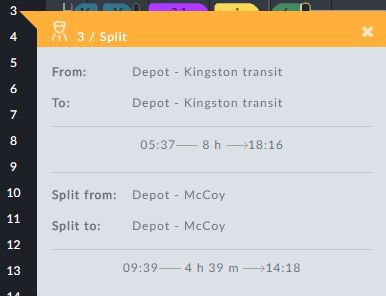 3
4
5
6
7
8
9
10
11
12
13
3 / Split
From: Depot - Kingston transit
To: Depot - Kingston transit
05:37 8 h 18:16
Split from: Depot - McCoy
Split to: Depot - McCoy
09:39 4 h 39 m 14:18